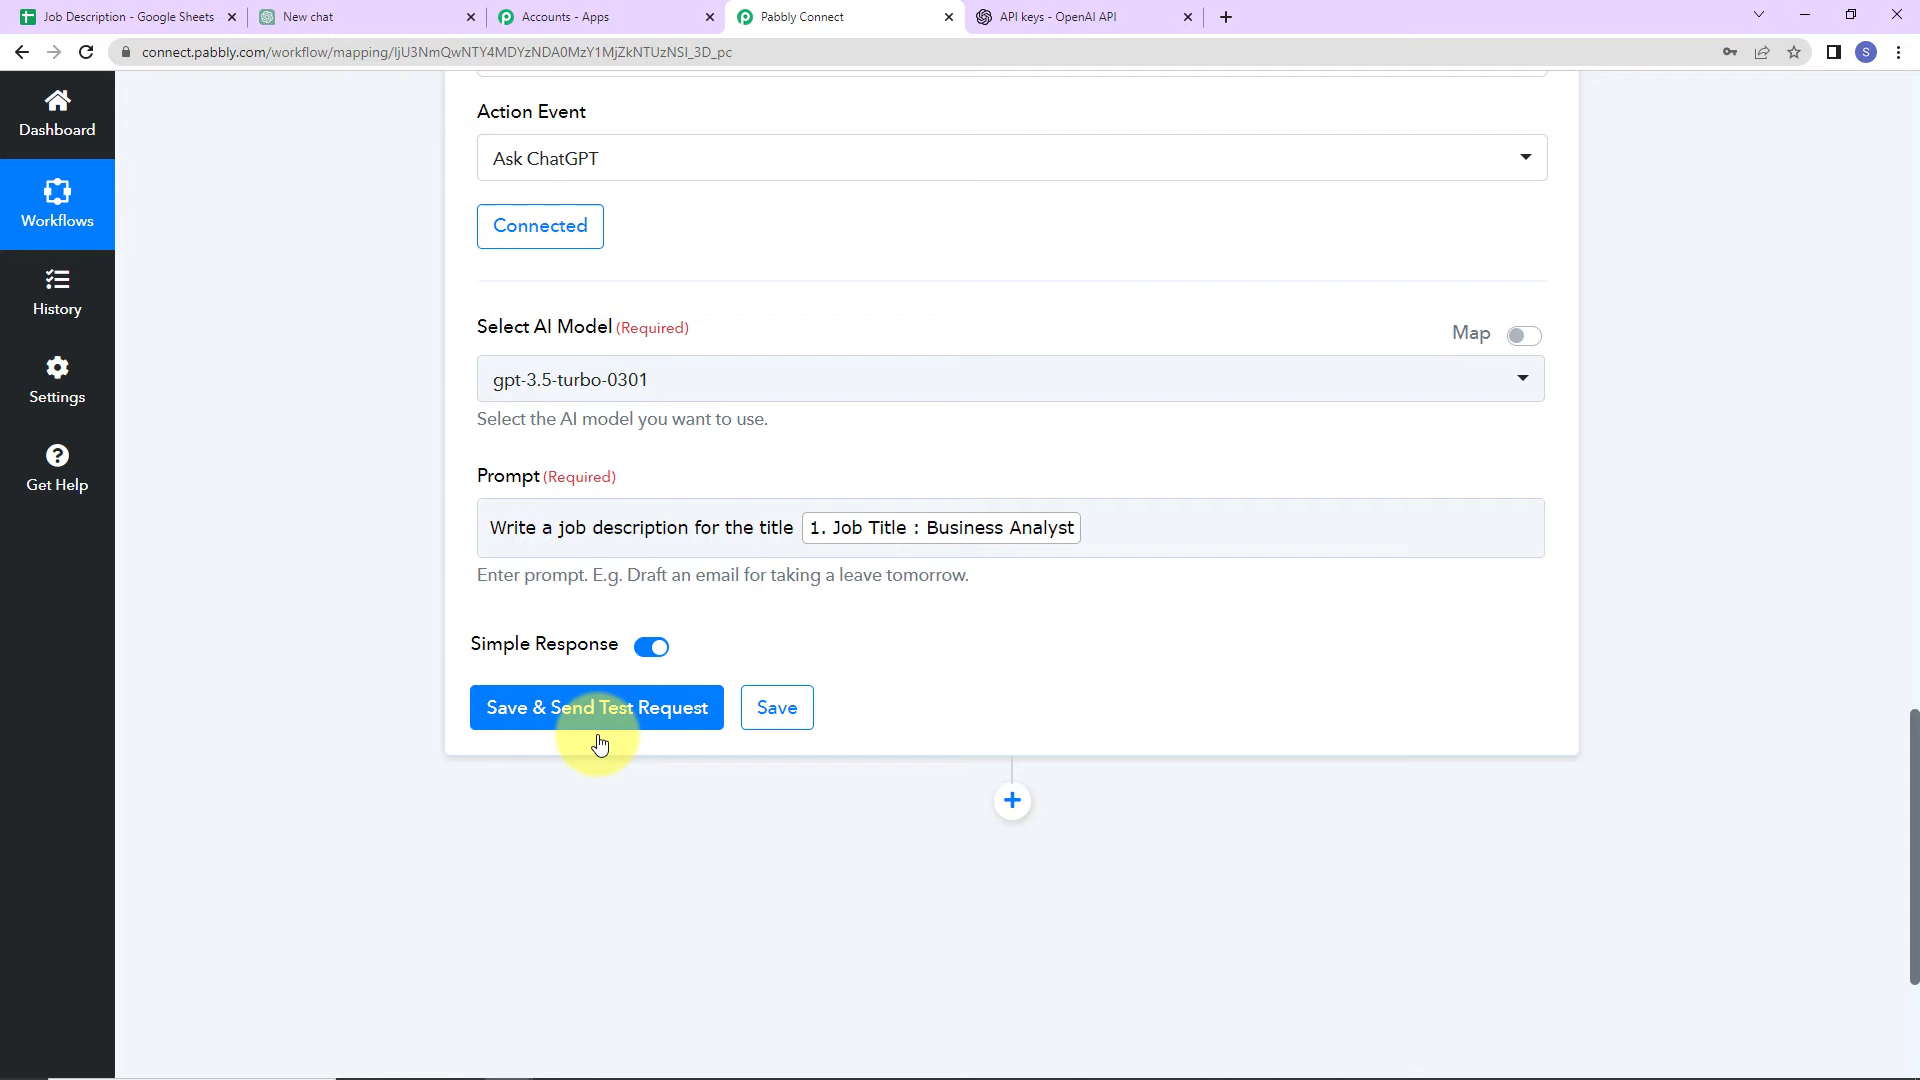 Job Description - Google Sheets
New chat
Accounts - Apps
Pabbly Connect
API keys - OpenAI API
connect.pabbly.com/workflow/mapping/IjU3NmQwNTY4MDYzNDA0MzY1MjZkNTUzNSI_3D_pc
S
Dashboard
Workflows
History
Settings
Get Help
Action Event
Ask ChatGPT
Connected
Select AI Model (Required)
Map
gpt-3.5-turbo-0301
Select the AI model you want to use.
Prompt (Required)
Write a job description for the title 1. Job Title : Business Analyst
Enter prompt. E.g. Draft an email for taking a leave tomorrow.
Simple Response
Save & Send Test Request
Save